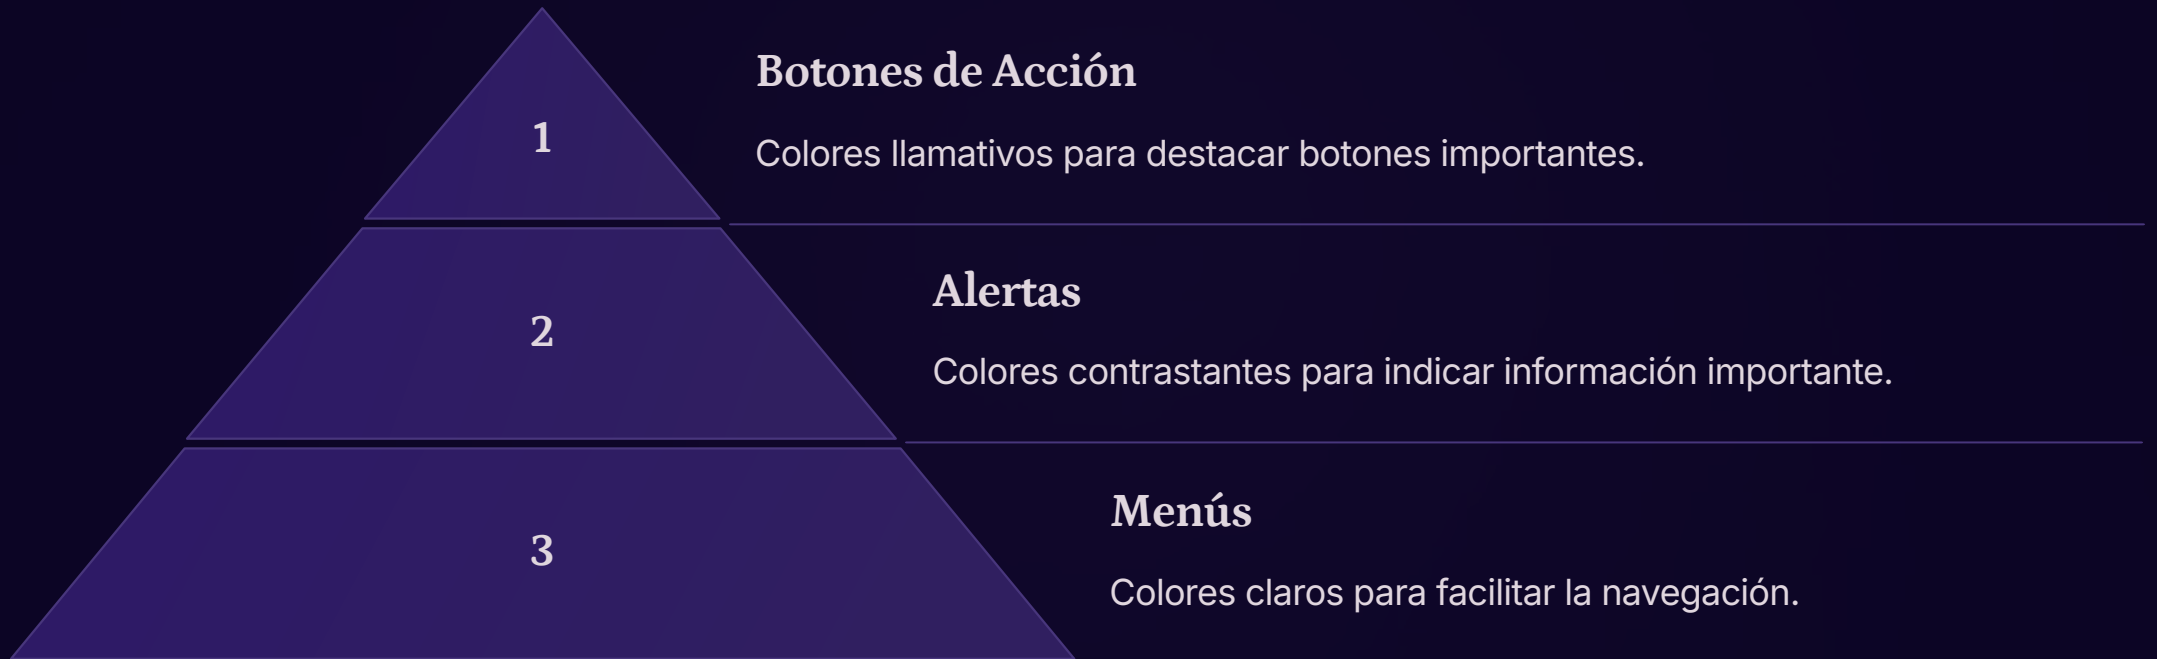 1
Botones de Acción
Colores llamativos para destacar botones importantes.
2
Alertas
Colores contrastantes para indicar información importante.
3
Menús
Colores claros para facilitar la navegación.